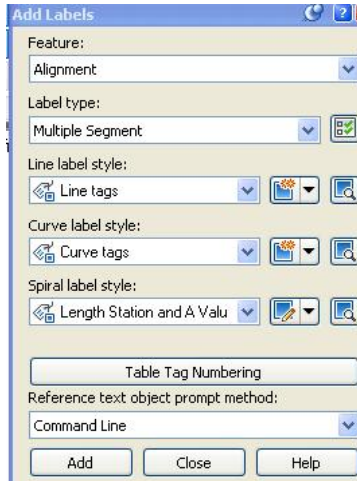 Add Labels
Feature:
Alignment
Label type:
Multiple Segment
Line label style:
Line tags
Curve label style:
Curve tags
Spiral label style:
Length Station and A Valu
Table Tag Numbering
Reference text object prompt method:
Command Line
Add Close Help